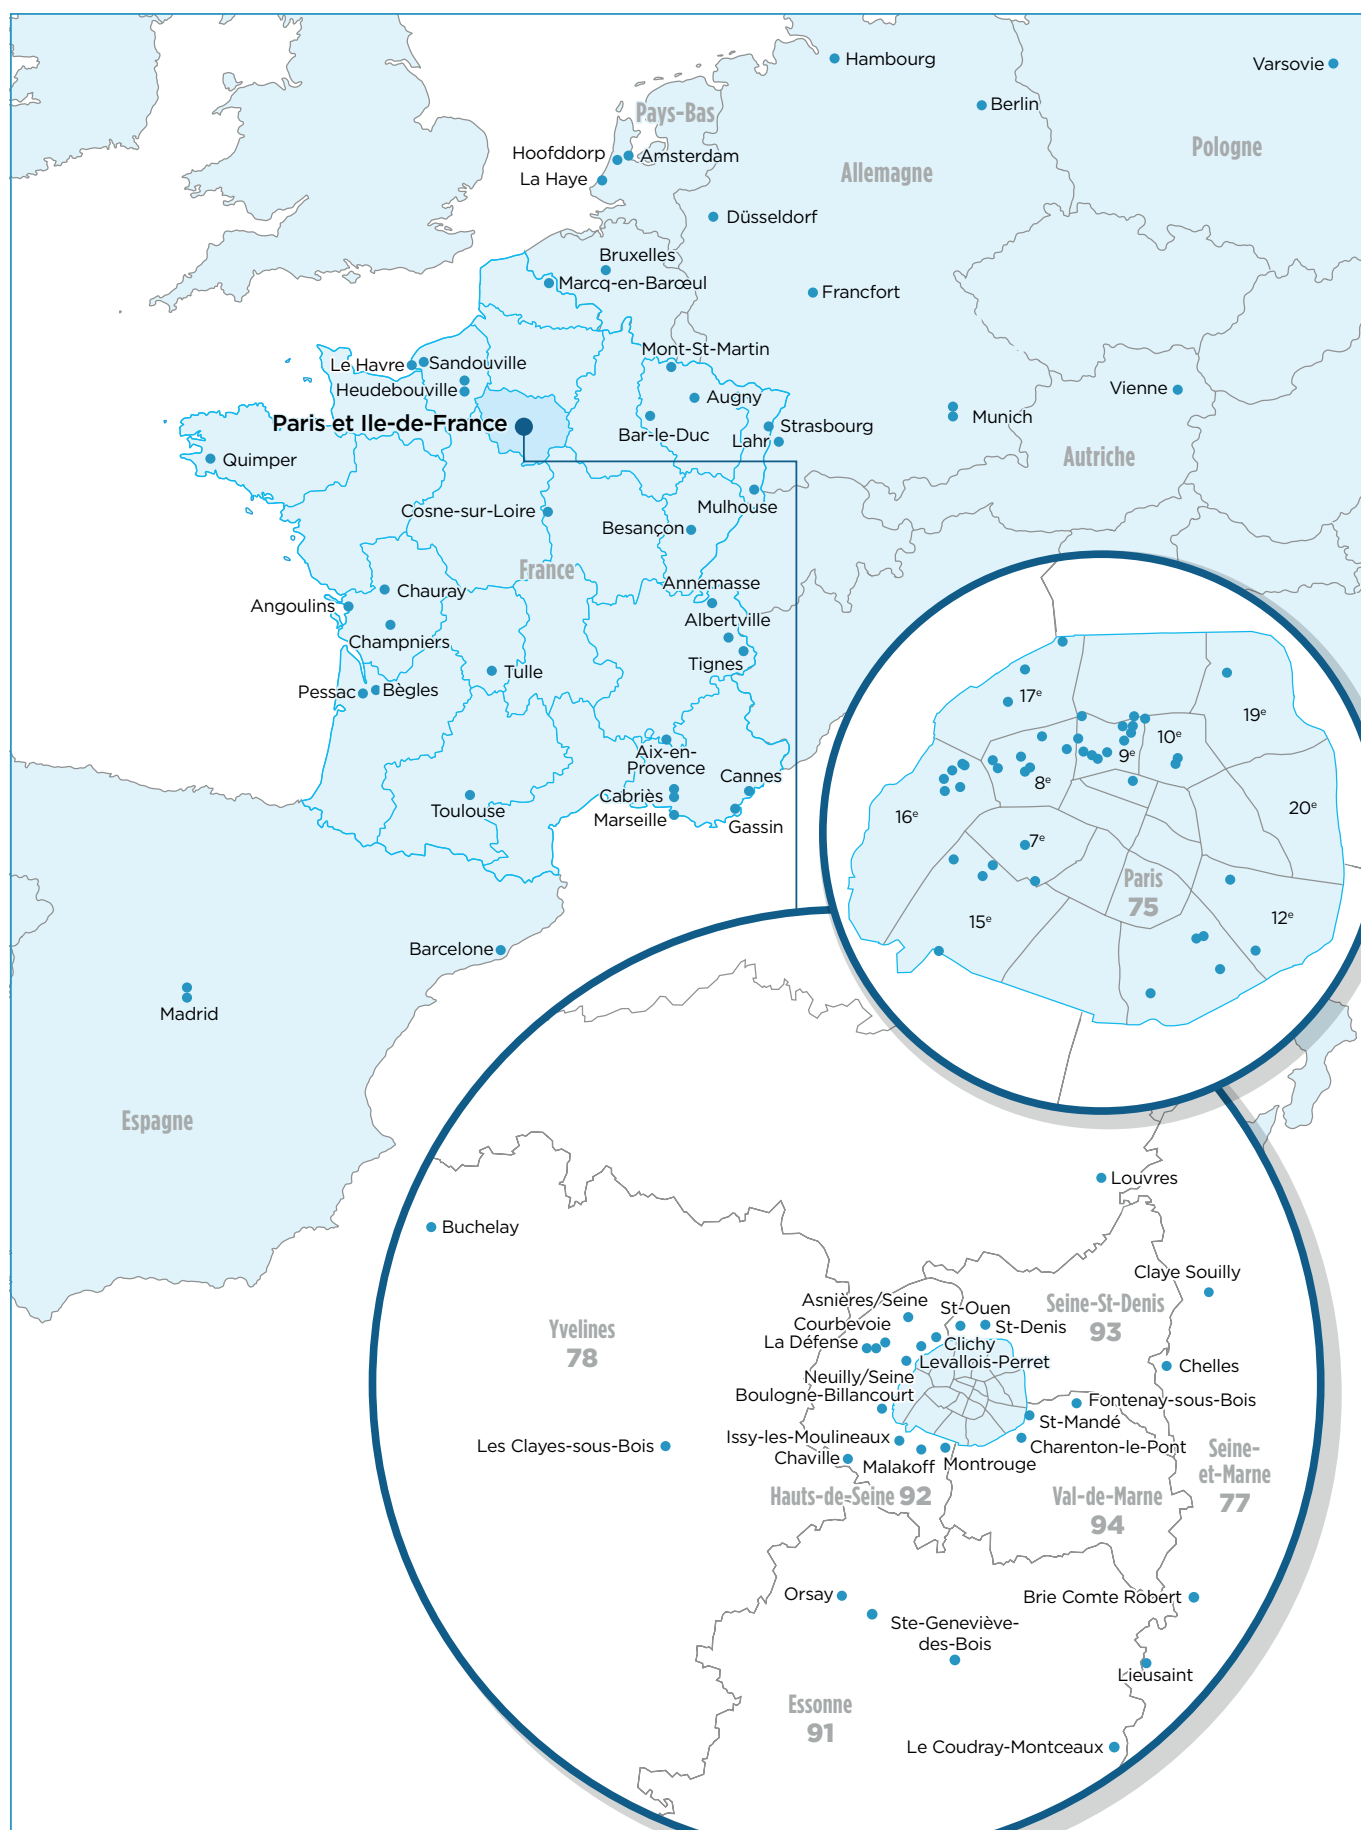 Hambourg
Varsovie
Berlin
Pays-Bas
Pologne
Hoofddorp
Amsterdam
Allemagne
La Haye
Düsseldorf
Bruxelles
Marcq-en-Barœul
Francfort
Mont-St-Martin
Le Havre
Sandouville
Heudebouville
Vienne
Augny
Munich
Paris et Ile-de-France
Strasbourg
Bar-le-Duc
Lahr
Autriche
Quimper
Mulhouse
Cosne-sur-Loire
Besançon
France
Annemasse
Chauray
Angoulins
Albertville
Champniers
Tignes
Tulle
Pessac
Bègles
17e
19e
10e
9e
Aix-en-
Provence
Cannes
8e
Cabriès
Toulouse
Marseille
Gassin
16e
20e
7e
Paris
75
15e
12e
Barcelone
Madrid
Espagne
Louvres
Buchelay
Claye Souilly
Asnières/Seine
St-Ouen
Seine-St-Denis
93
Courbevoie
St-Denis
Yvelines
78
La Défense
Clichy
Levallois-Perret
Chelles
Neuilly/Seine
Boulogne-Billancourt
Fontenay-sous-Bois
St-Mandé
Issy-les-Moulineaux
Les Clayes-sous-Bois
Charenton-le-Pont
Chaville
Malakoff
Montrouge
Seine-
et-Marne
77
Hauts-de-Seine 92
Val-de-Marne
94
Orsay
Brie Comte Robert
Ste-Geneviève-
des-Bois
Lieusaint
Essonne
91
Le Coudray-Montceaux